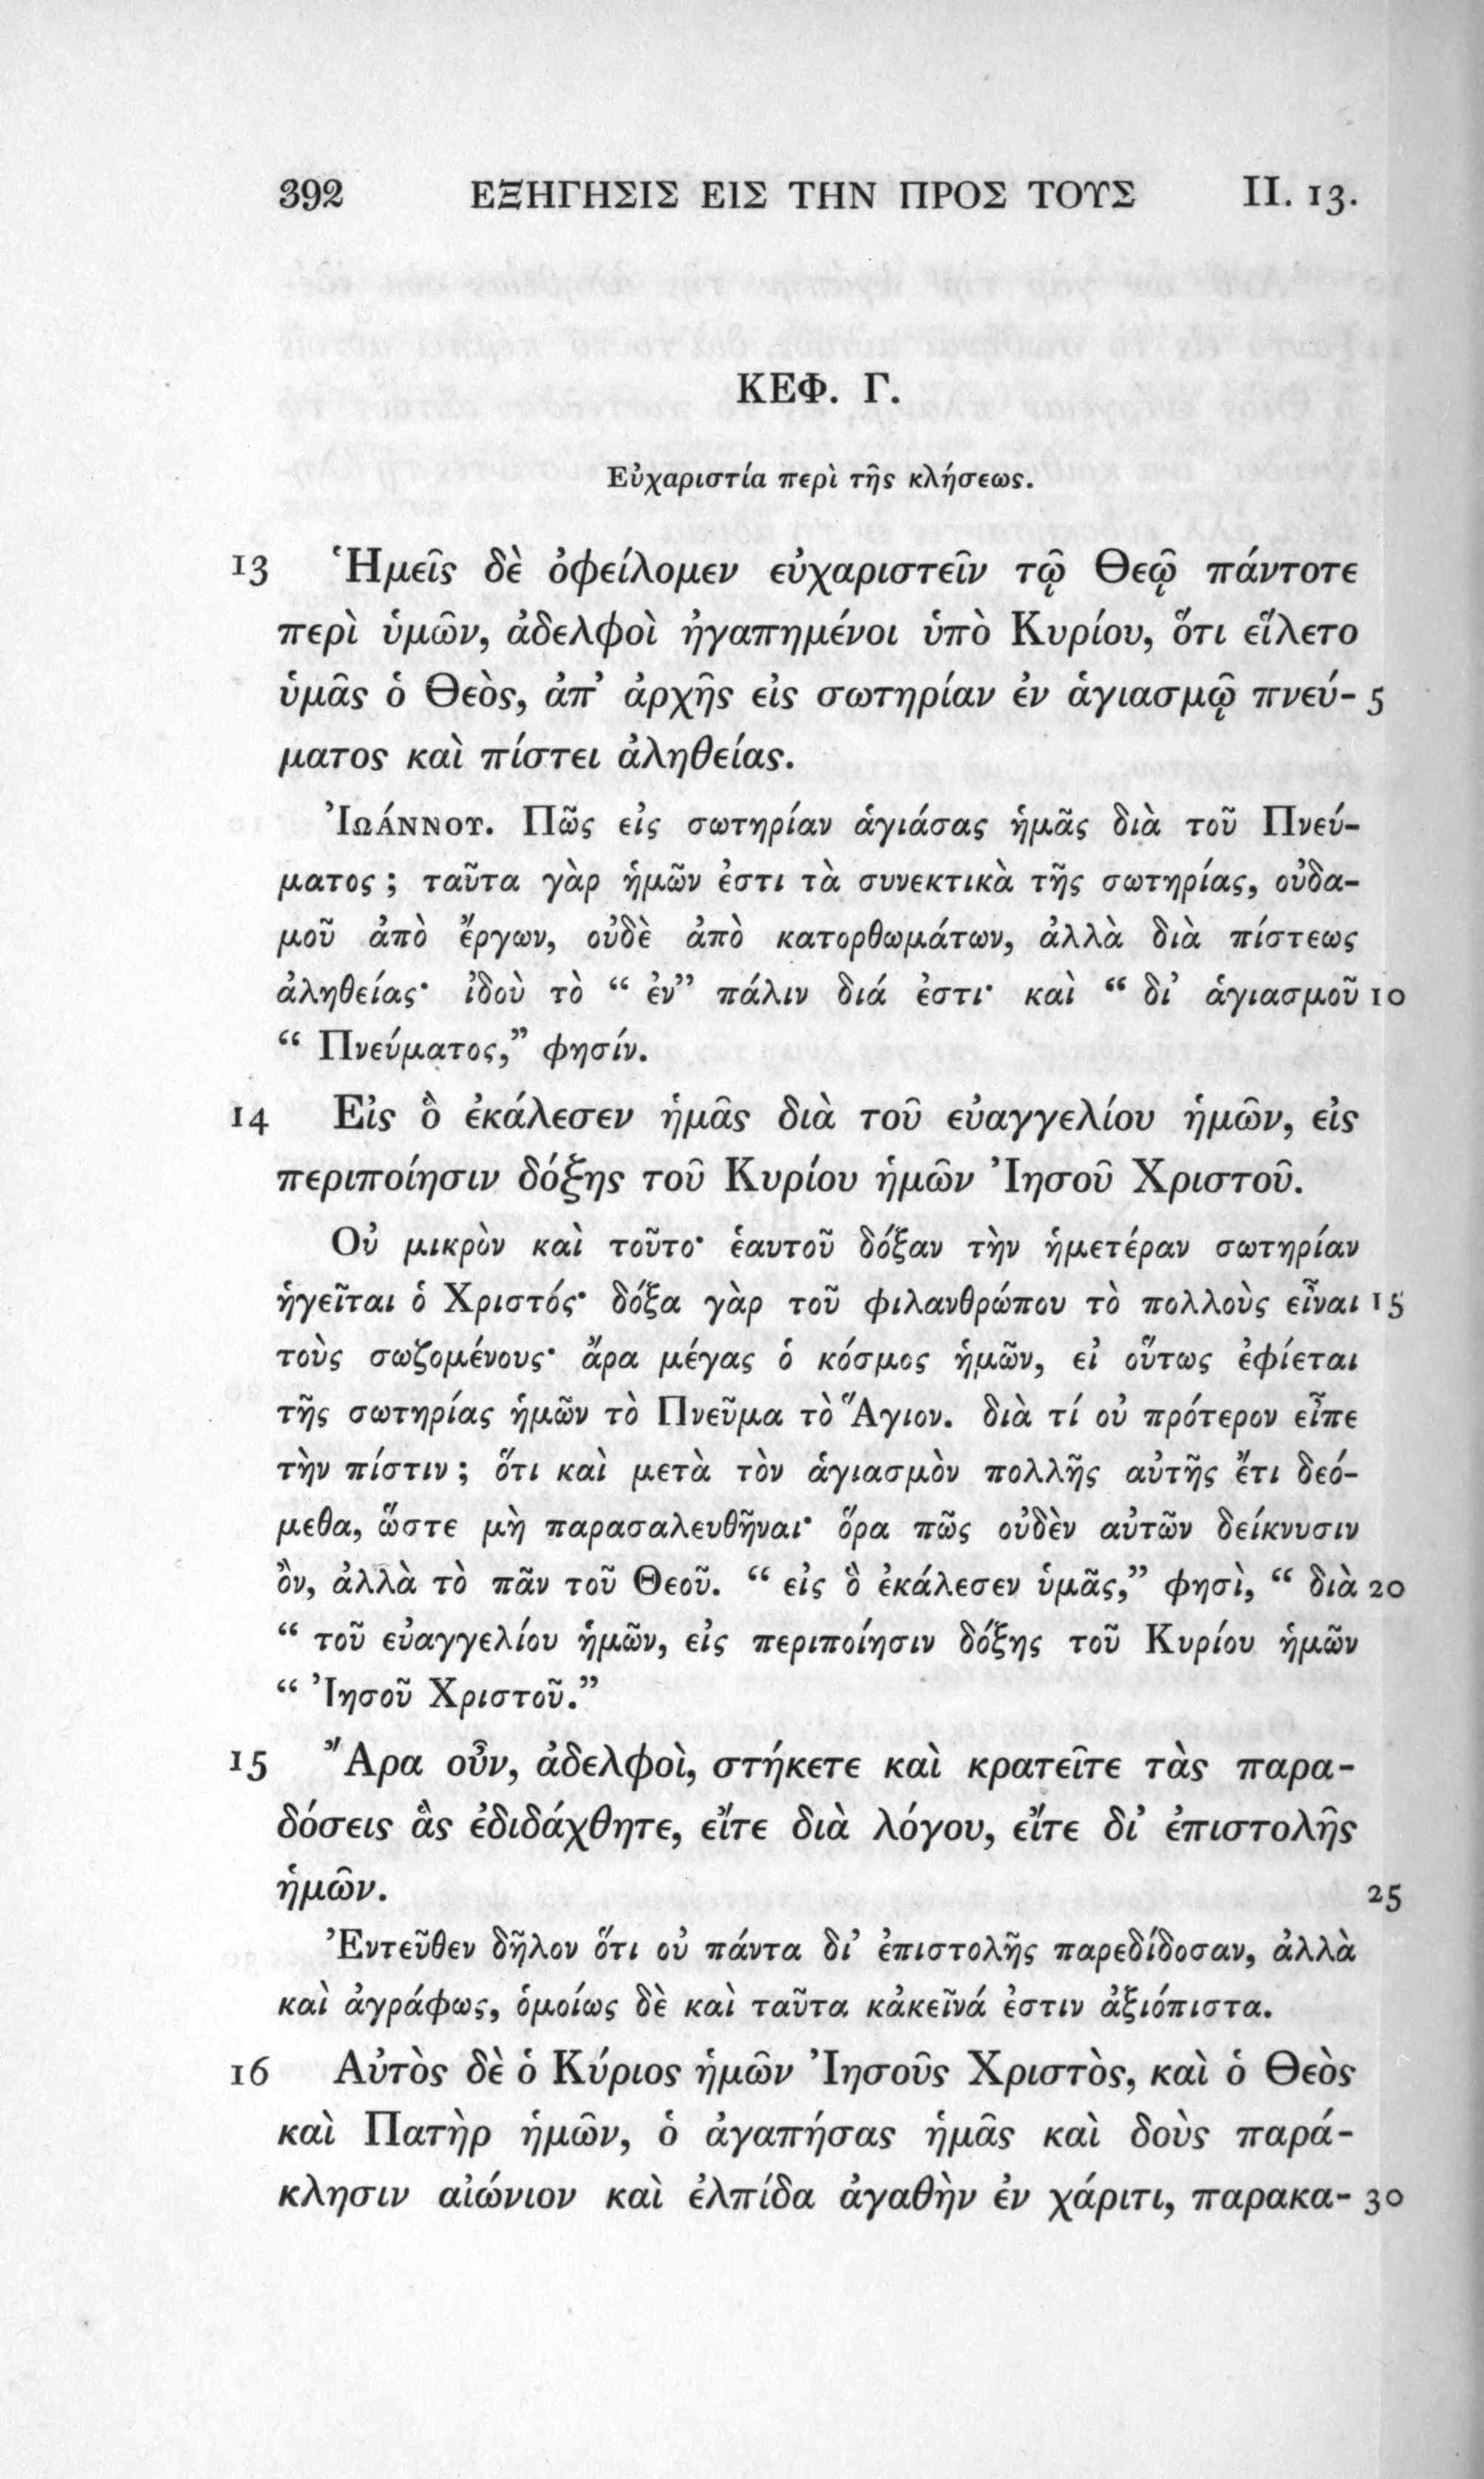 392 ΕΞΗΓΗΣΙΣ ΕΙΣ ΤΗΝ ΠΡΟΣ ΤΟΥΣ II. 13.
ΚΕΦ. Γ.
Εὐχαριστία περὶ τῆς κλήσεως.
13 Ἡμεῖς δὲ ὀφείλομεν εὐχαριστεῖν τῷ Θεῷ πάντοτε
περὶ ὑμῶν, ἀδελφοὶ ἠγαπημένοι ὑπὸ Κυρίου, ὅτι εἵλετο
ὑμᾶς ὁ Θεὸς, ἀπ’ ἀρχῆς εἰς σωτηρίαν ἐν ἁγιασμῷ πνεύ- 5
ματος καὶ πίστει ἀληθείας.
Ἰωάννου. Πῶς εἰς σωτηρίαν ἁγιάσας ἡμᾶς διὰ τοῦ Πνεύ-
ματος ; ταῦτα γὰρ ἡμῶν ἐστι τὰ συνεκτικὰ τῆς σωτηρίας, οὐδα-
μοῦ ἀπὸ ἔργων, οὐδὲ ἀπὸ κατορθωμάτων, ἀλλὰ διὰ πίστεως
ἀληθείας· ἰδοὺ τὸ “ ἐν” πάλιν διά ἐστι· καὶ “ δι’ ἁγιασμοῦ 10
“ Πνεύματος,” φησίν.
14 Εἰς ὃ ἐκάλεσεν ἡμᾶς διὰ τοῦ εὐαγγελίου ἡμῶν, εἰς
περιποίησιν δόξης τοῦ Κυρίου ἡμῶν Ἰησοῦ Χριστοῦ.
Οὐ μικρὸν καὶ τοῦτο· ἑαυτοῦ δόξαν τὴν ἡμετέραν σωτηρίαν
ἡγεῖται ὁ Χριστός· δόξα γὰρ τοῦ φιλανθρώπου τὸ πολλοὺς εἶναι 15
τοὺς σωζομένους· ἄρα μέγας ὁ κόσμος ἡμῶν, εἰ οὕτως ἐφίεται
τῆς σωτηρίας ἡμῶν τὸ Πνεῦμα τὸ Ἅγιον. διὰ τί οὐ πρότερον εἶπε
τὴν πίστιν ; ὅτι καὶ μετὰ τὸν ἁγιασμὸν πολλῆς αὐτῆς ἔτι δεό-
μεθα, ὥστε μὴ παρασαλευθῆναι· ὅρα πῶς οὐδὲν αὐτῶν δείκνυσιν
ὂν, ἀλλὰ τὸ πᾶν τοῦ Θεοῦ. “ εἰς ὃ ἐκάλεσεν ὑμᾶς,” φησὶ, “ διὰ 20
“ τοῦ εὐαγγελίου ἡμῶν, εἰς περιποίησιν δόξης τοῦ Κυρίου ἡμῶν
“ Ἰησοῦ Χριστοῦ.”
15 Ἄρα οὖν, ἀδελφοὶ, στήκετε καὶ κρατεῖτε τὰς παρα-
δόσεις ἃς ἐδιδάχθητε, εἴτε διὰ λόγου, εἴτε δι’ ἐπιστολῆς
ἡμῶν. 25
Ἐντεῦθεν δῆλον ὅτι οὐ πάντα δι’ ἐπιστολῆς παρεδίδοσαν, ἀλλὰ
καὶ ἀγράφως, ὁμοίως δὲ καὶ ταῦτα κἀκεῖνά ἐστιν ἀξιόπιστα.
16 Αὐτὸς δὲ ὁ Κύριος ἡμῶν Ἰησοῦς Χριστὸς, καὶ ὁ Θεὸς
καὶ Πατὴρ ἡμῶν, ὁ ἀγαπήσας ἡμᾶς καὶ δοὺς παρά-
κλησιν αἰώνιον καὶ ἐλπίδα ἀγαθὴν ἐν χάριτι, παρακα- 30